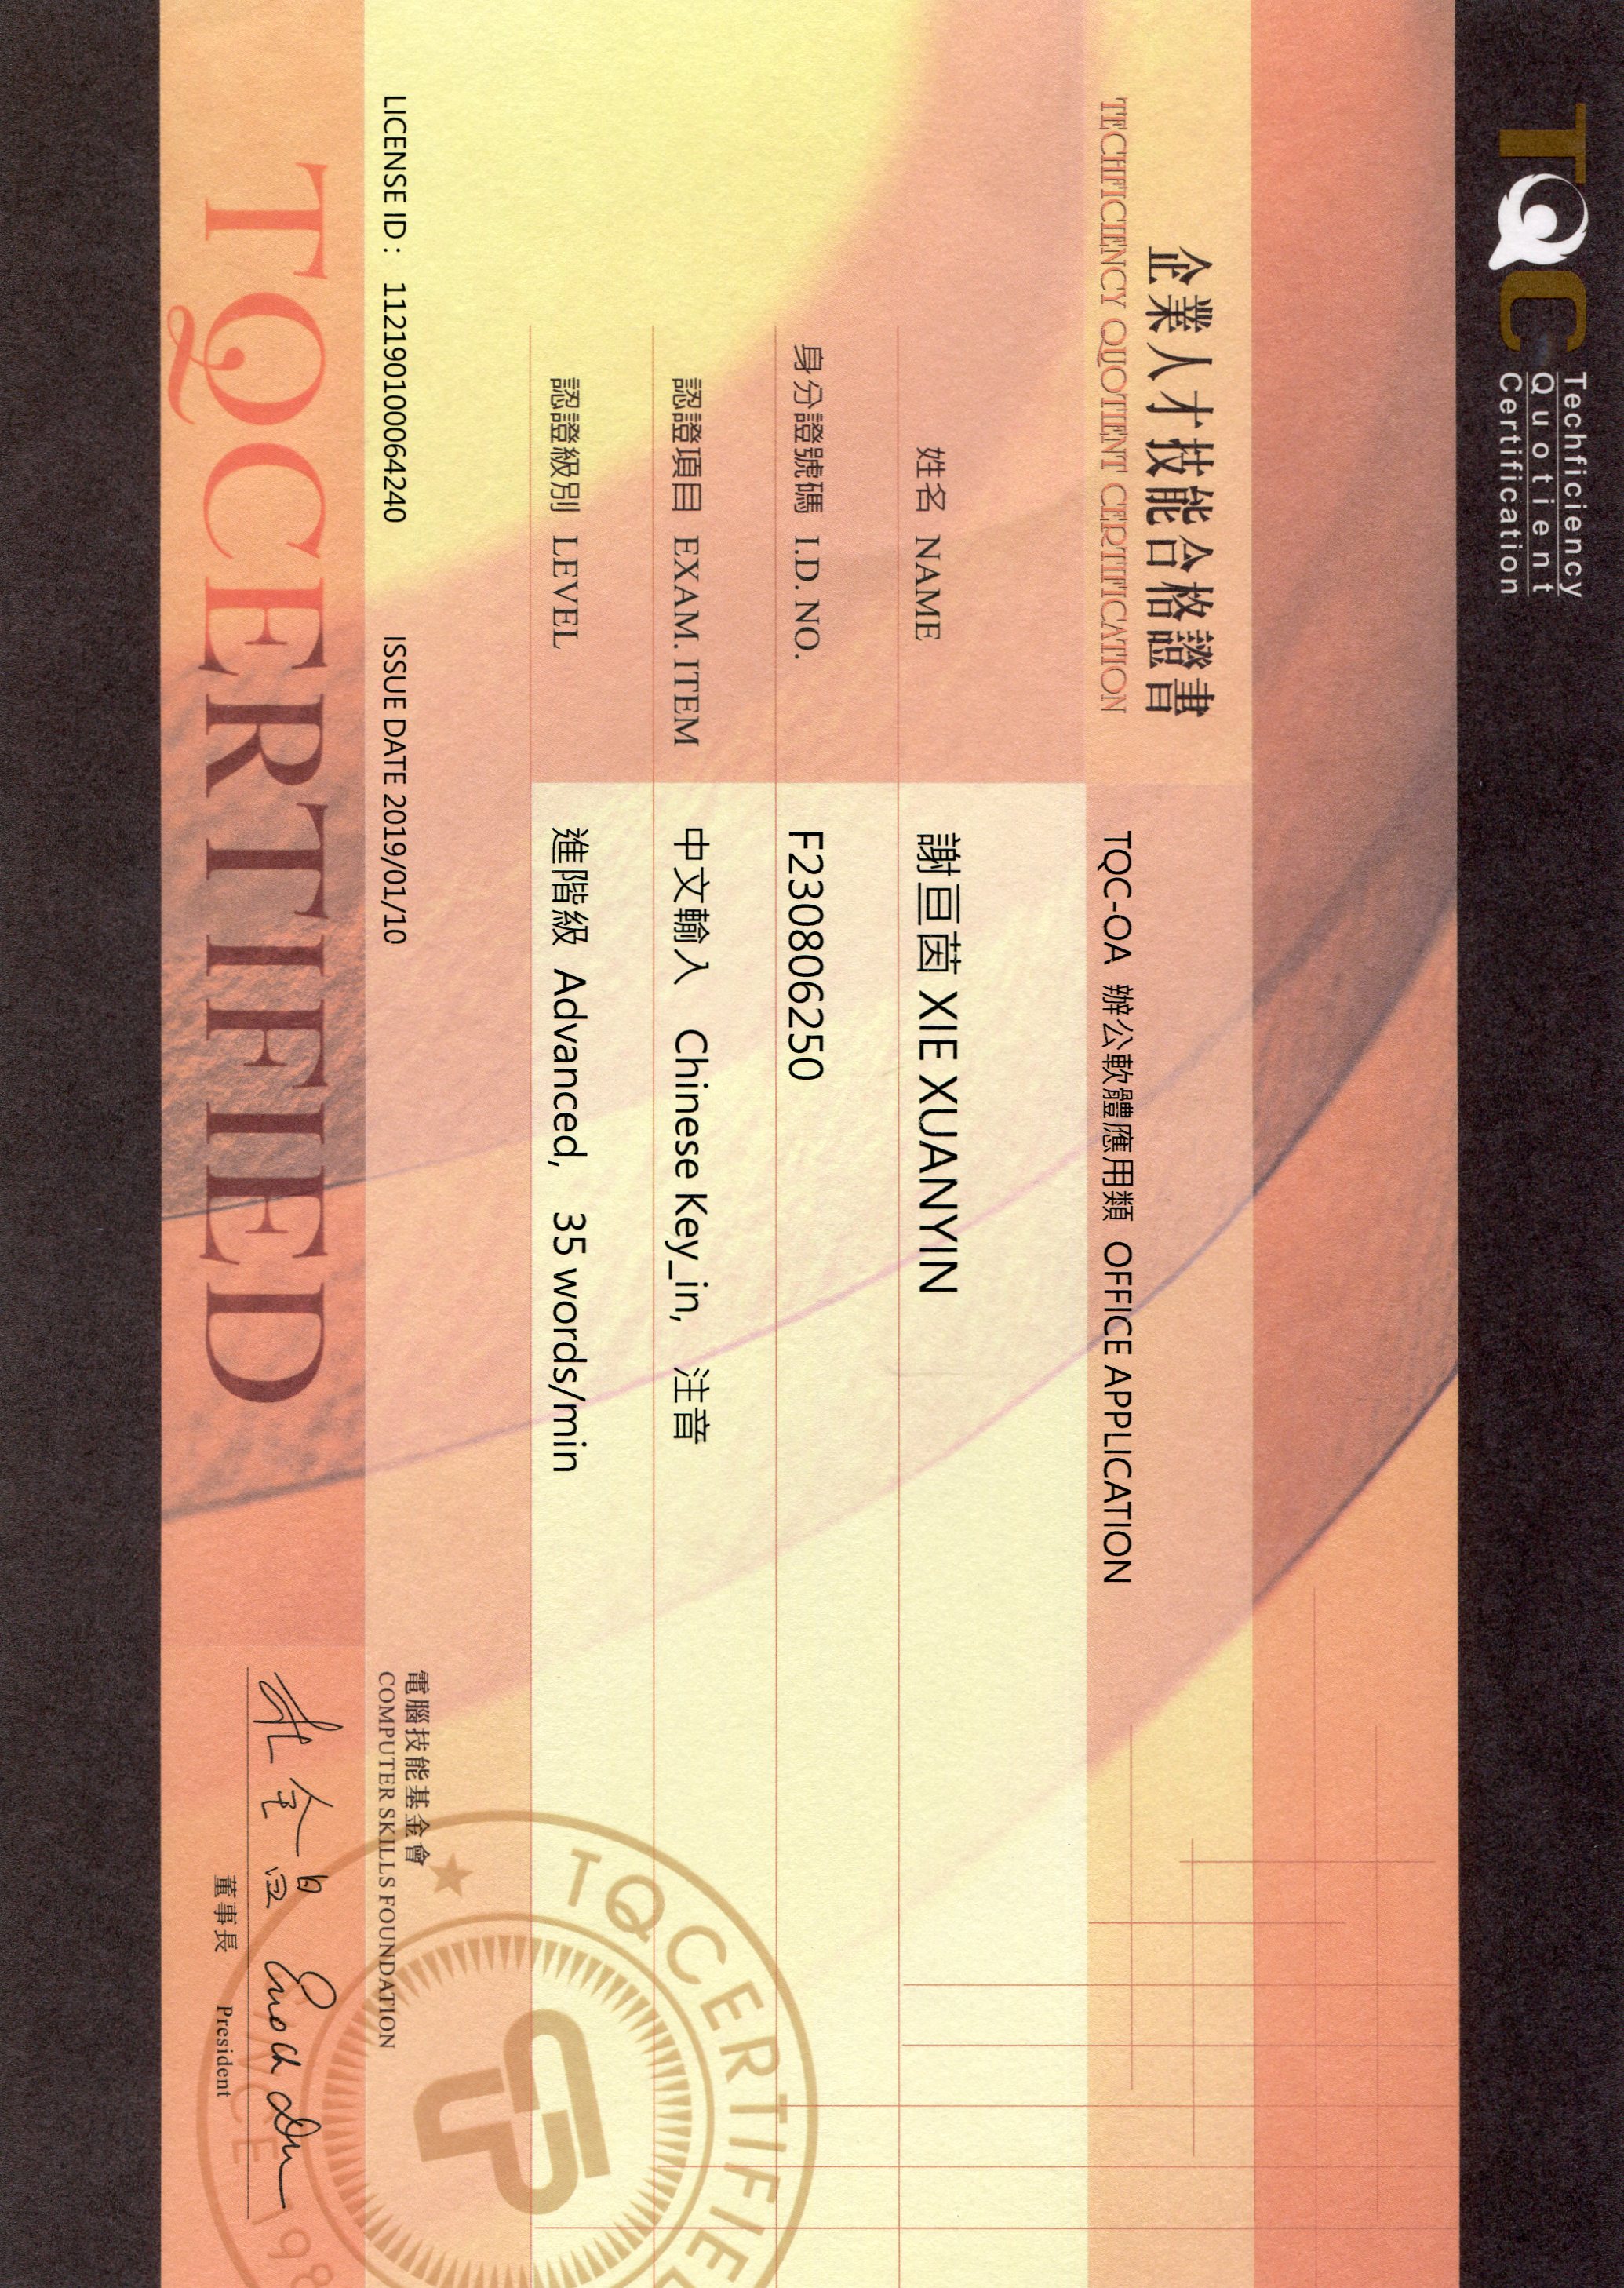 TQC
Techficiency
Quotient
Certification
企業人才技能合格證書
TECHFICIENCY QUOTIENT CERTIFICATION
TQC-OA 辦公軟體應用類 OFFICE APPLICATION
姓名 NAME 謝亘茵 XIE XUANYIN
身分證號碼 I.D. NO. F230806250
認證項目 EXAM. ITEM 中文輸入 Chinese Key_in, 注音
認證級別 LEVEL 進階級 Advanced, 35 words/min
TQCERTIFIED
LICENSE ID : 112190100064240 ISSUE DATE 2019/01/10
電腦技能基金會
COMPUTER SKILLS FOUNDATION
TQCERTIFIED
杜全昌 Enoch Du
董事長 President